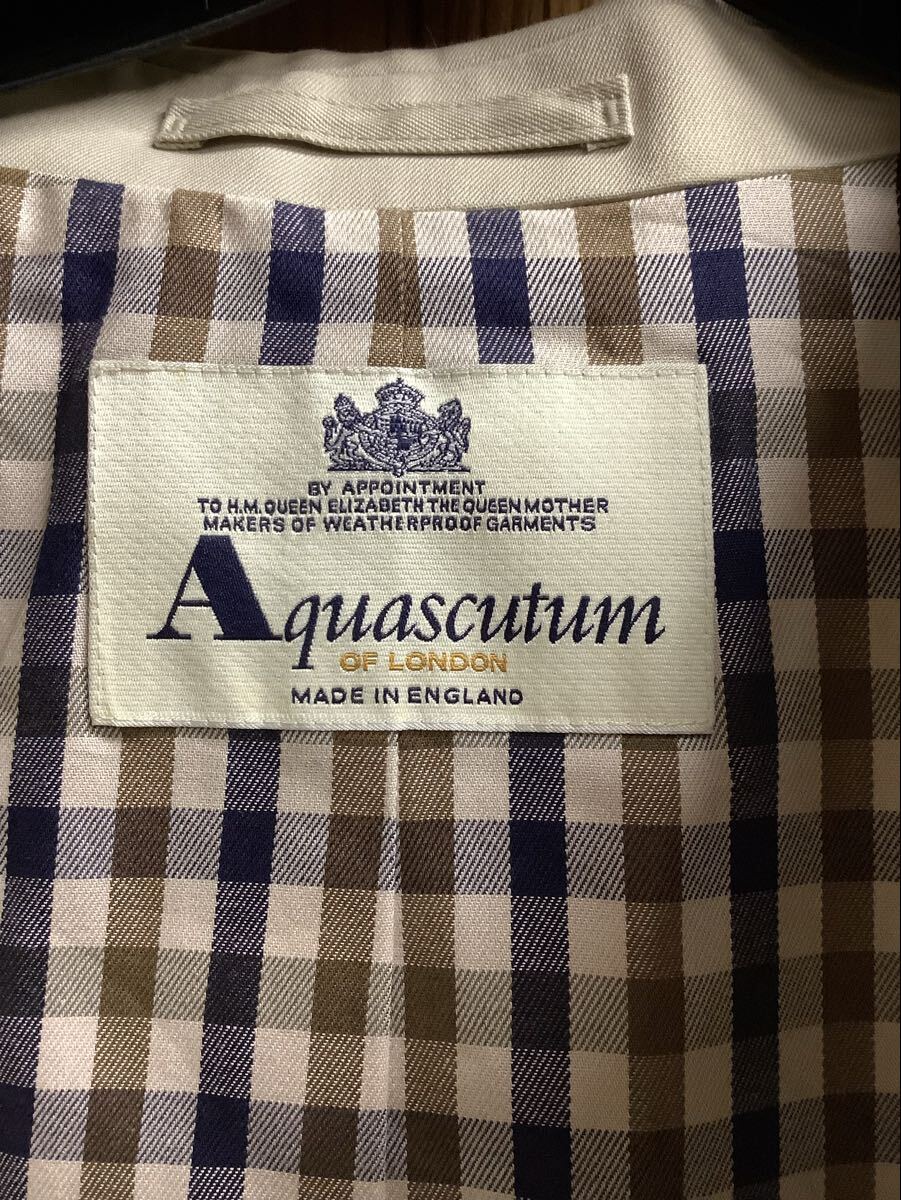 BY APPOINTMENT
TO H.M. QUEEN ELIZABETH THE QUEEN MOTHER
MAKERS OF WEATHERPROOF GARMENTS
Aquascutum
OF LONDON
MADE IN ENGLAND